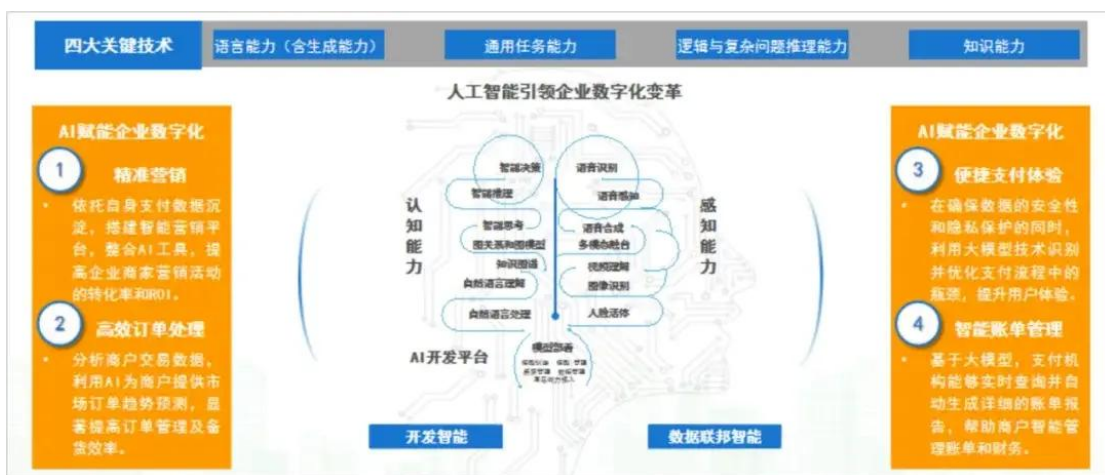 四大关键技术
语言能力（含生成能力）
通用任务能力
逻辑与复杂问题推理能力
知识能力
人工智能引领企业数字化变革
AI赋能企业数字化
1
精准营销
• 依托自身支付数据沉
淀，搭建智能营销平
台，整合AI工具，提
高企业商家营销活动
的转化率和ROI。
2
高效订单处理
• 分析商户交易数据，
利用AI为商户提供市
场订单趋势预测，显
著提高订单管理及备
货效率。
认知能力
智能决策
智能推理
智能思考
图关系和图模型
知识图谱
自然语言理解
自然语言处理
语音识别
语音感知
语音合成
多模态融合
视频理解
图像识别
人脸活体
感知能力
AI开发平台
模型部署
开发智能
数据联邦智能
AI赋能企业数字化
3
便捷支付体验
• 在确保数据的安全性
和隐私保护的同时，
利用大模型技术识别
并优化支付流程中的
瓶颈，提升用户体验。
4
智能账单管理
• 基于大模型，支付机
构能够实时查询并自
动生成详细的账单报
告，帮助商户智能管
理账单和财务。